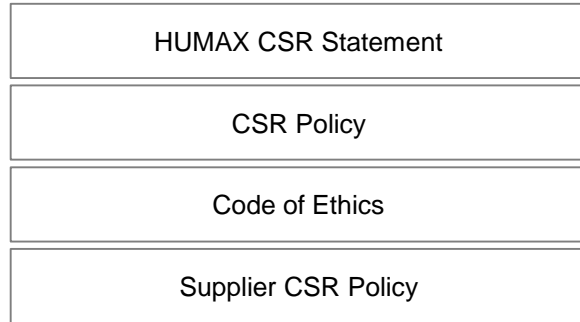 HUMAX CSR Statement
CSR Policy
Code of Ethics
Supplier CSR Policy